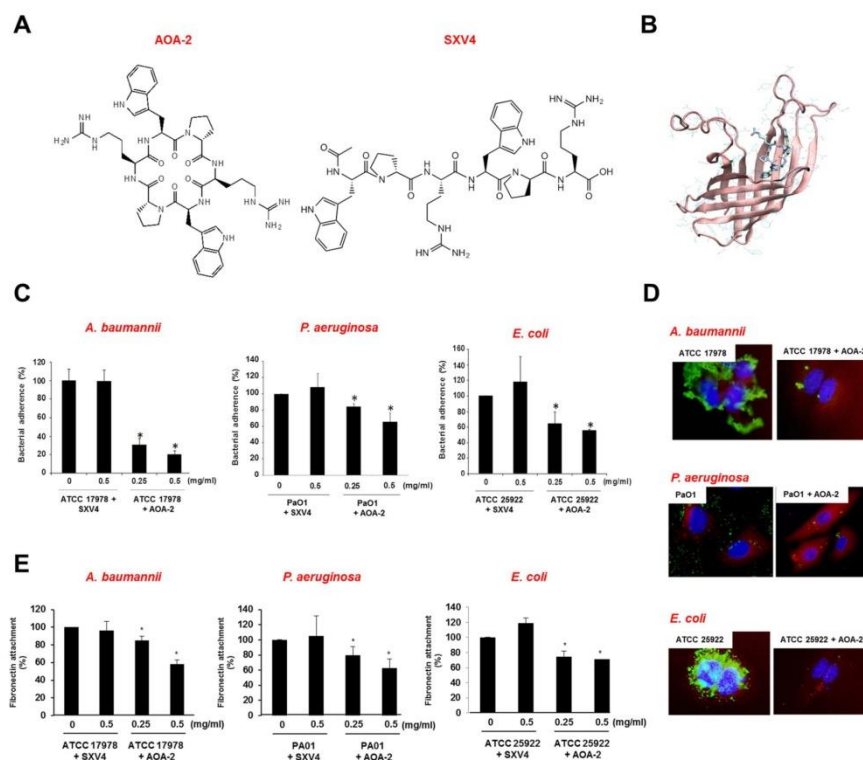 A
AOA-2
SXV4
B
C
A. baumannii
Bacterial adherence (%)
120
100
80
60
40
20
0
0
0.5
0.25
0.5
(mg/ml)
ATCC 17978 +
SXV4
ATCC 17978
+ AOA-2
P. aeruginosa
Bacterial adherence (%)
160
140
120
100
80
60
40
20
0
0
0.5
0.25
0.5
(mg/ml)
PaO1
+ SXV4
PaO1
+ AOA-2
E. coli
Bacterial adherence (%)
160
140
120
100
80
60
40
20
0
0
0.5
0.25
0.5
(mg/ml)
ATCC 25922
+ SXV4
ATCC 25922
+ AOA-2
D
A. baumannii
ATCC 17978
ATCC 17978 + AOA-2
P. aeruginosa
PaO1
PaO1 + AOA-2
E. coli
ATCC 25922
ATCC 25922 + AOA-2
E
A. baumannii
Fibronectin attachment
(%)
120
100
80
60
40
20
0
0
0.5
0.25
0.5
(mg/ml)
ATCC 17978
+ SXV4
ATCC 17978
+ AOA-2
P. aeruginosa
Fibronectin attachment
(%)
140
120
100
80
60
40
20
0
0
0.5
0.25
0.5
(mg/ml)
PA01
+ SXV4
PA01
+ AOA-2
E. coli
Fibronectin attachment
(%)
140
120
100
80
60
40
20
0
0
0.5
0.25
0.5
(mg/ml)
ATCC 25922
+ SXV4
ATCC 25922
+ AOA-2